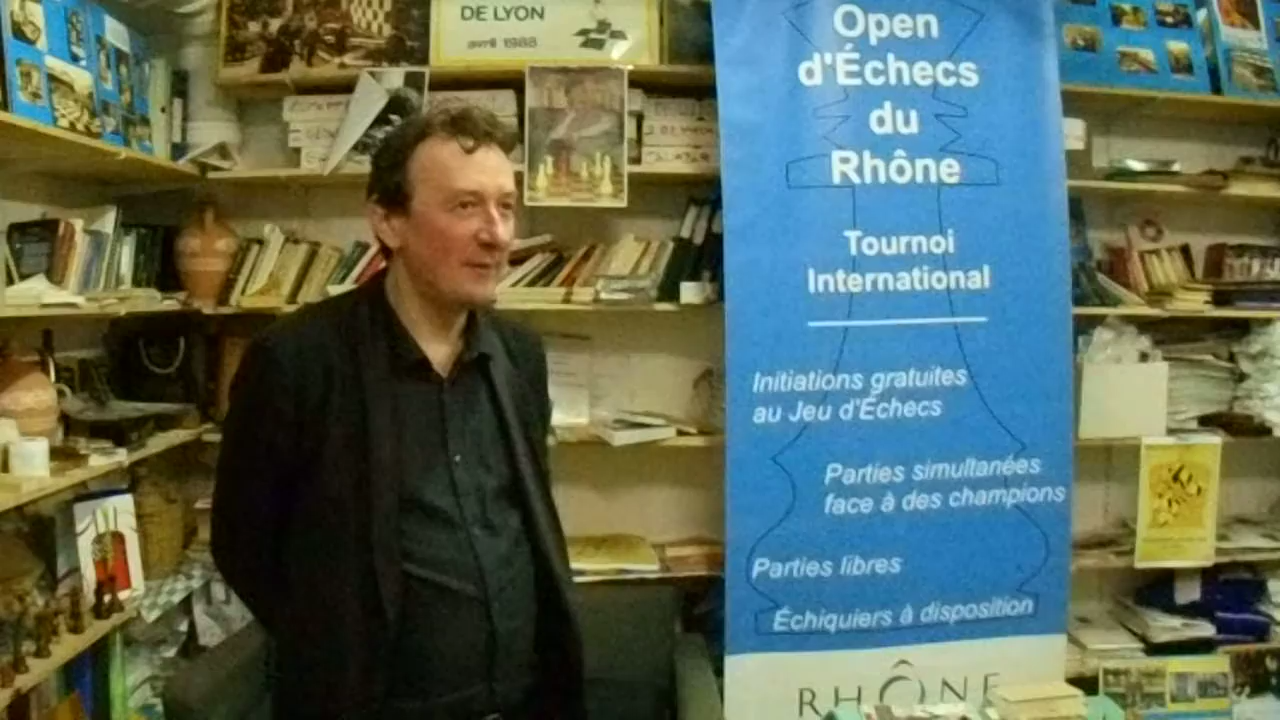 DE LYON
avril 1988
Open
d'Échecs
du
Rhône
Tournoi
International
Initiations gratuites
au Jeu d'Échecs
Parties simultanées
face à des champions
Parties libres
Échiquiers à disposition
RHÔNE